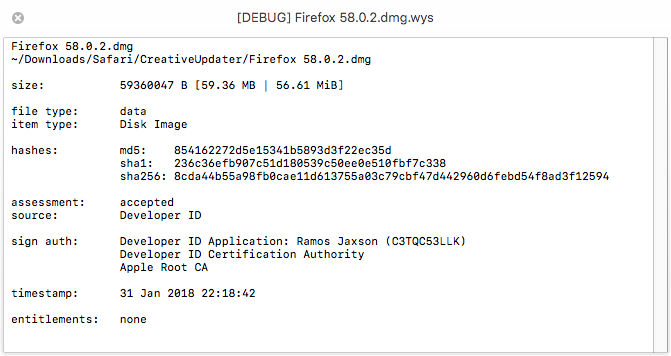 [DEBUG] Firefox 58.0.2.dmg.wys
Firefox 58.0.2.dmg
~/Downloads/Safari/CreativeUpdater/Firefox 58.0.2.dmg
size: 59360047 B [59.36 MB | 56.61 MiB]
file type: data
item type: Disk Image
hashes: md5: 854162272d5e15341b5893d3f22ec35d
sha1: 236c36efb907c51d180539c50ee0e510fbf7c338
sha256: 8cda44b55a98fb0cae11d613755a03c79cbf47d442960d6febd54f8ad3f12594
assessment: accepted
source: Developer ID
sign auth: Developer ID Application: Ramos Jaxson (C3TQC53LLK)
Developer ID Certification Authority
Apple Root CA
timestamp: 31 Jan 2018 22:18:42
entitlements: none